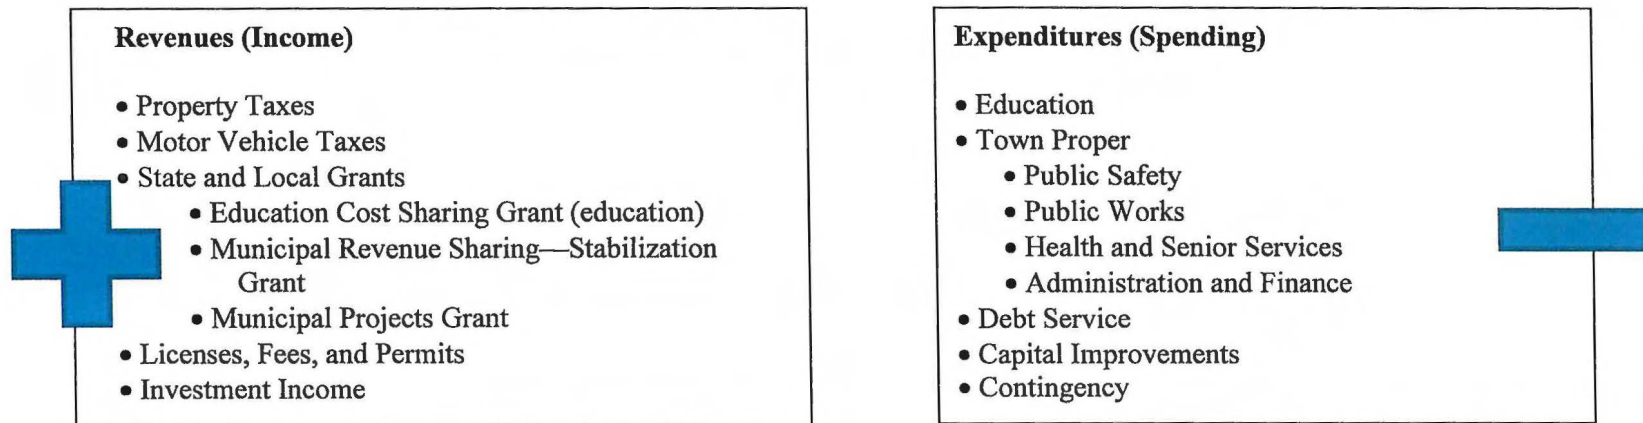 Revenues (Income)
• Property Taxes
• Motor Vehicle Taxes
• State and Local Grants
• Education Cost Sharing Grant (education)
• Municipal Revenue Sharing—Stabilization
Grant
• Municipal Projects Grant
• Licenses, Fees, and Permits
• Investment Income
Expenditures (Spending)
• Education
• Town Proper
• Public Safety
• Public Works
• Health and Senior Services
• Administration and Finance
• Debt Service
• Capital Improvements
• Contingency